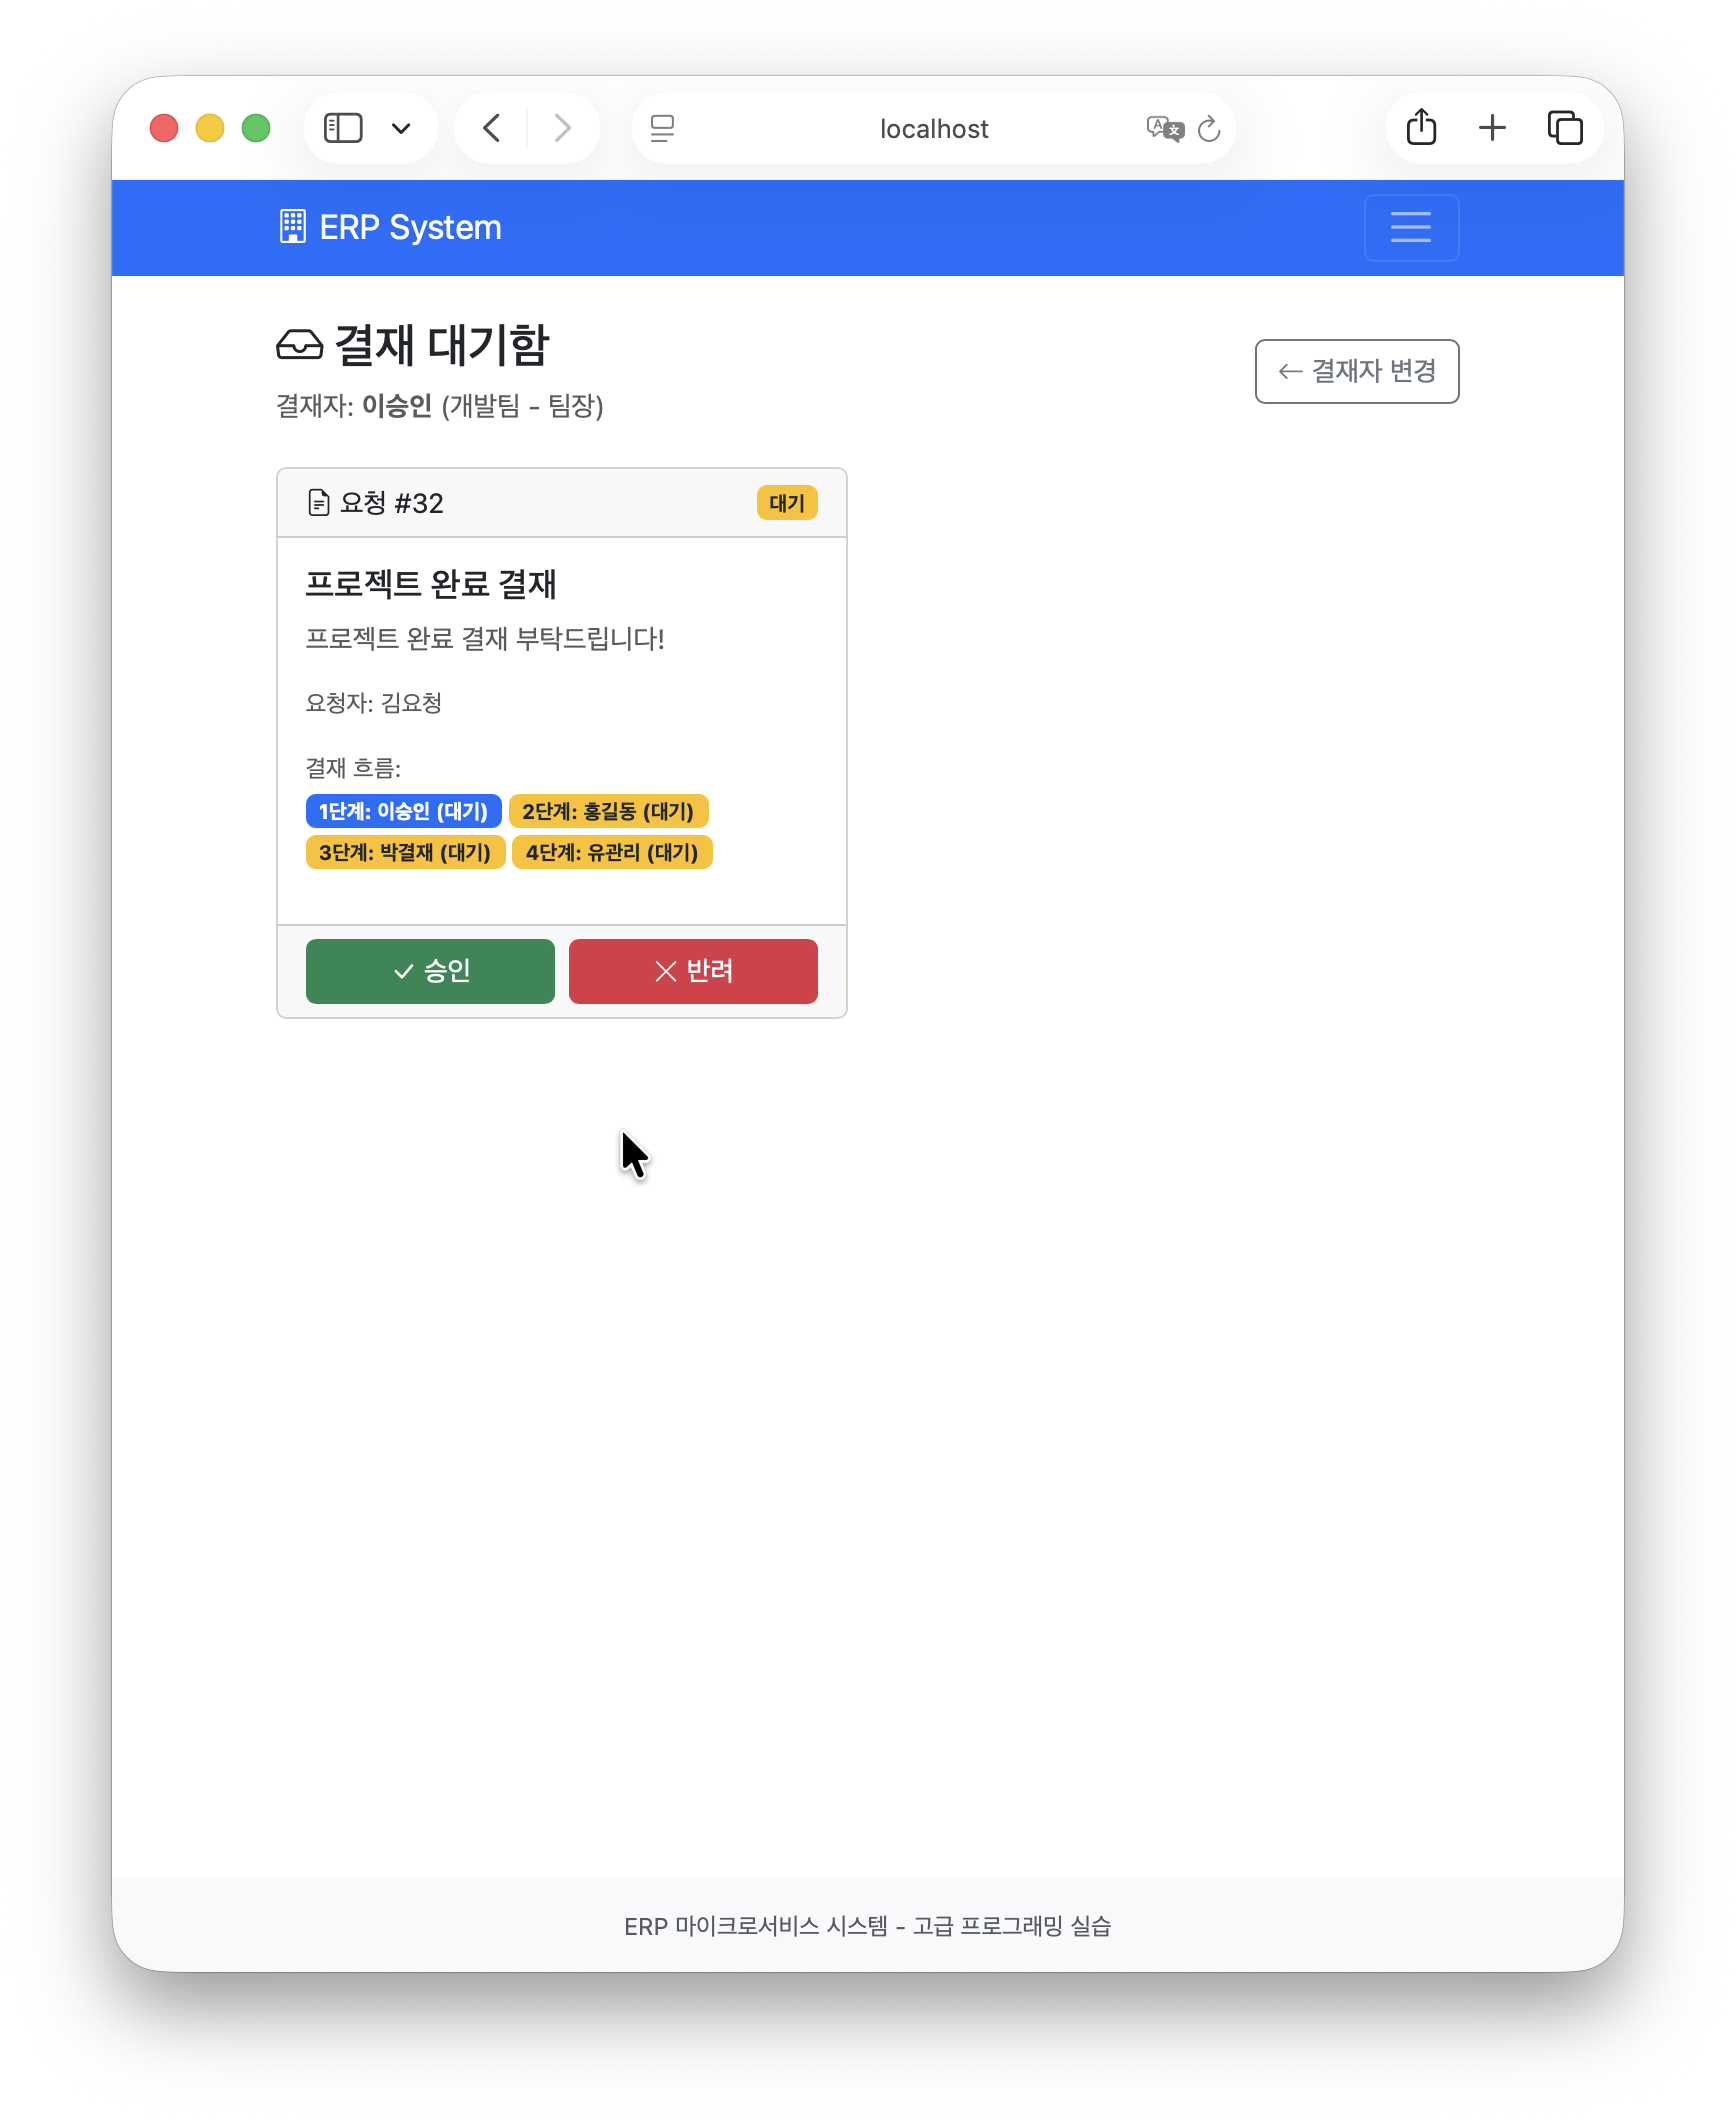 localhost
ERP System
결재 대기함
← 결재자 변경
결재자: 이승인 (개발팀 - 팀장)
요청 #32
대기
프로젝트 완료 결재
프로젝트 완료 결재 부탁드립니다!
요청자: 김요청
결재 흐름:
1단계: 이승인 (대기) 2단계: 홍길동 (대기)
3단계: 박결재 (대기) 4단계: 유관리 (대기)
승인
반려
ERP 마이크로서비스 시스템 - 고급 프로그래밍 실습